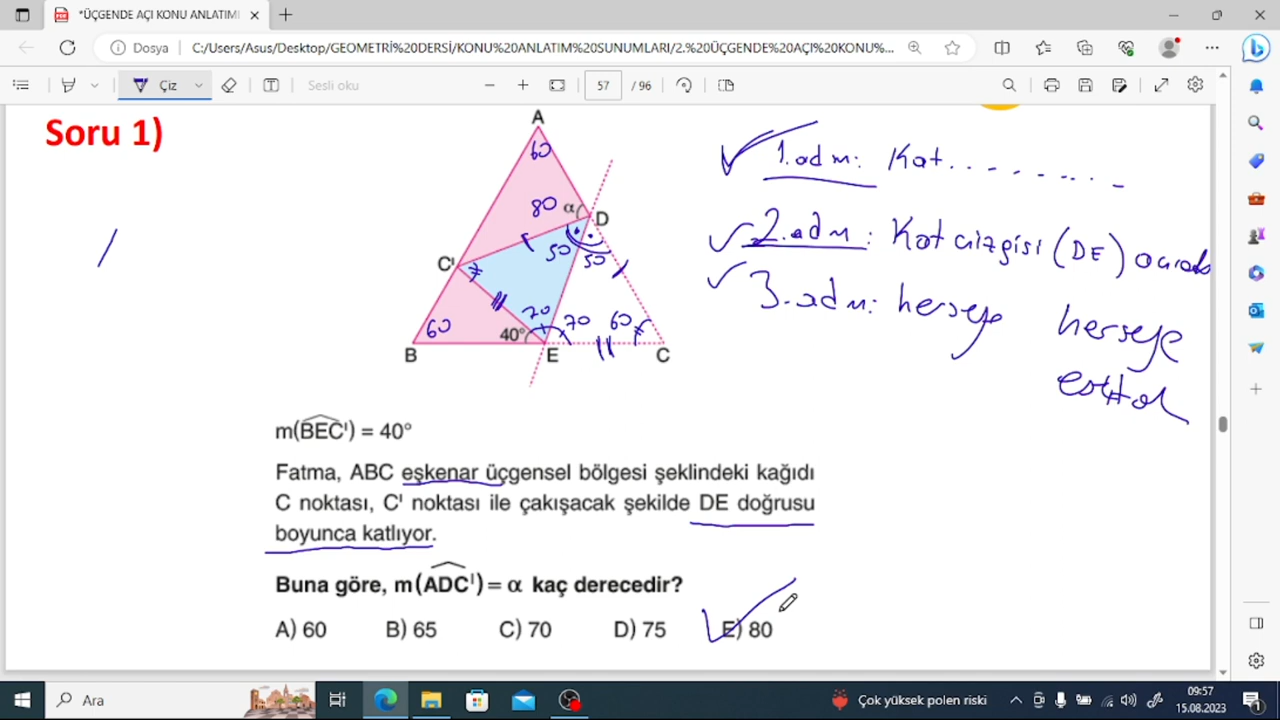 *ÜÇGENDE AÇI KONU ANLATIMI
Dosya
C:/Users/Asus/Desktop/GEOMETRİ%20DERSİ/KONU%20ANLATIM%20SUNUMLARI/2.%20ÜÇGENDE%20AÇI%20KONU%...
Çiz
Sesli oku
57 / 96
Soru 1)
A
60
80 α D
50 50
C'
60 40° 70 70 60
B E C
1.adım: Kat.........
2.adım: Kat çizgisi (DE)
3.adım: herşeye herşeye
m(BEC') = 40°
Fatma, ABC eşkenar üçgensel bölgesi şeklindeki kağıdı
C noktası, C' noktası ile çakışacak şekilde DE doğrusu
boyunca katlıyor.
Buna göre, m(ADC') = α kaç derecedir?
A) 60 B) 65 C) 70 D) 75 E) 80
Ara
Çok yüksek polen riski
09:57
15.08.2023
1